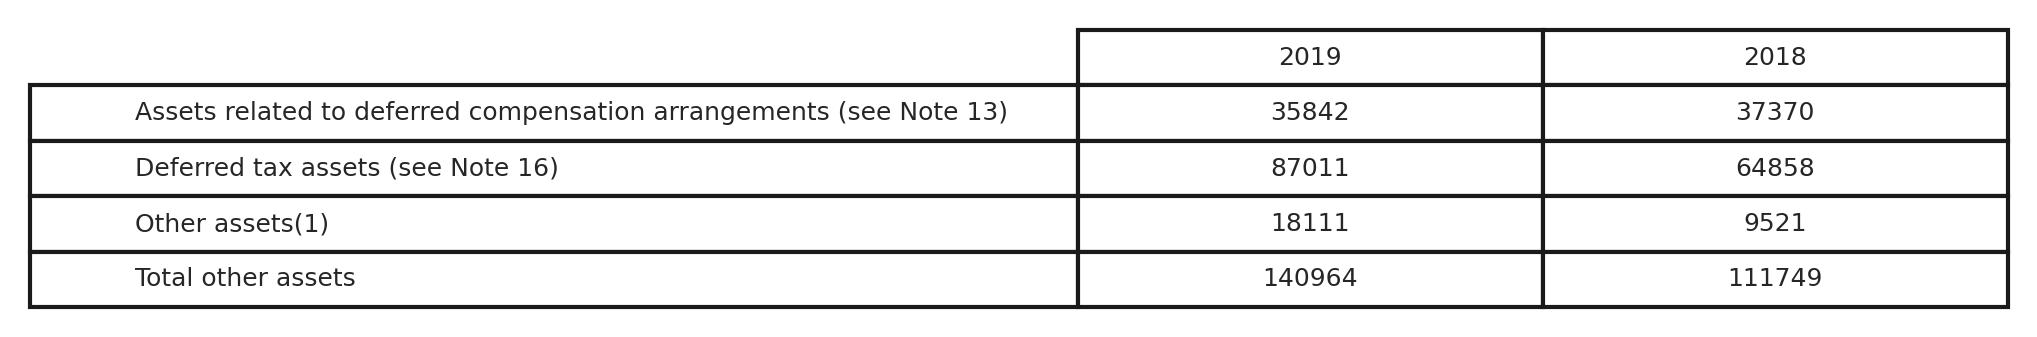 2019 2018
Assets related to deferred compensation arrangements (see Note 13) 35842 37370
Deferred tax assets (see Note 16) 87011 64858
Other assets(1) 18111 9521
Total other assets 140964 111749